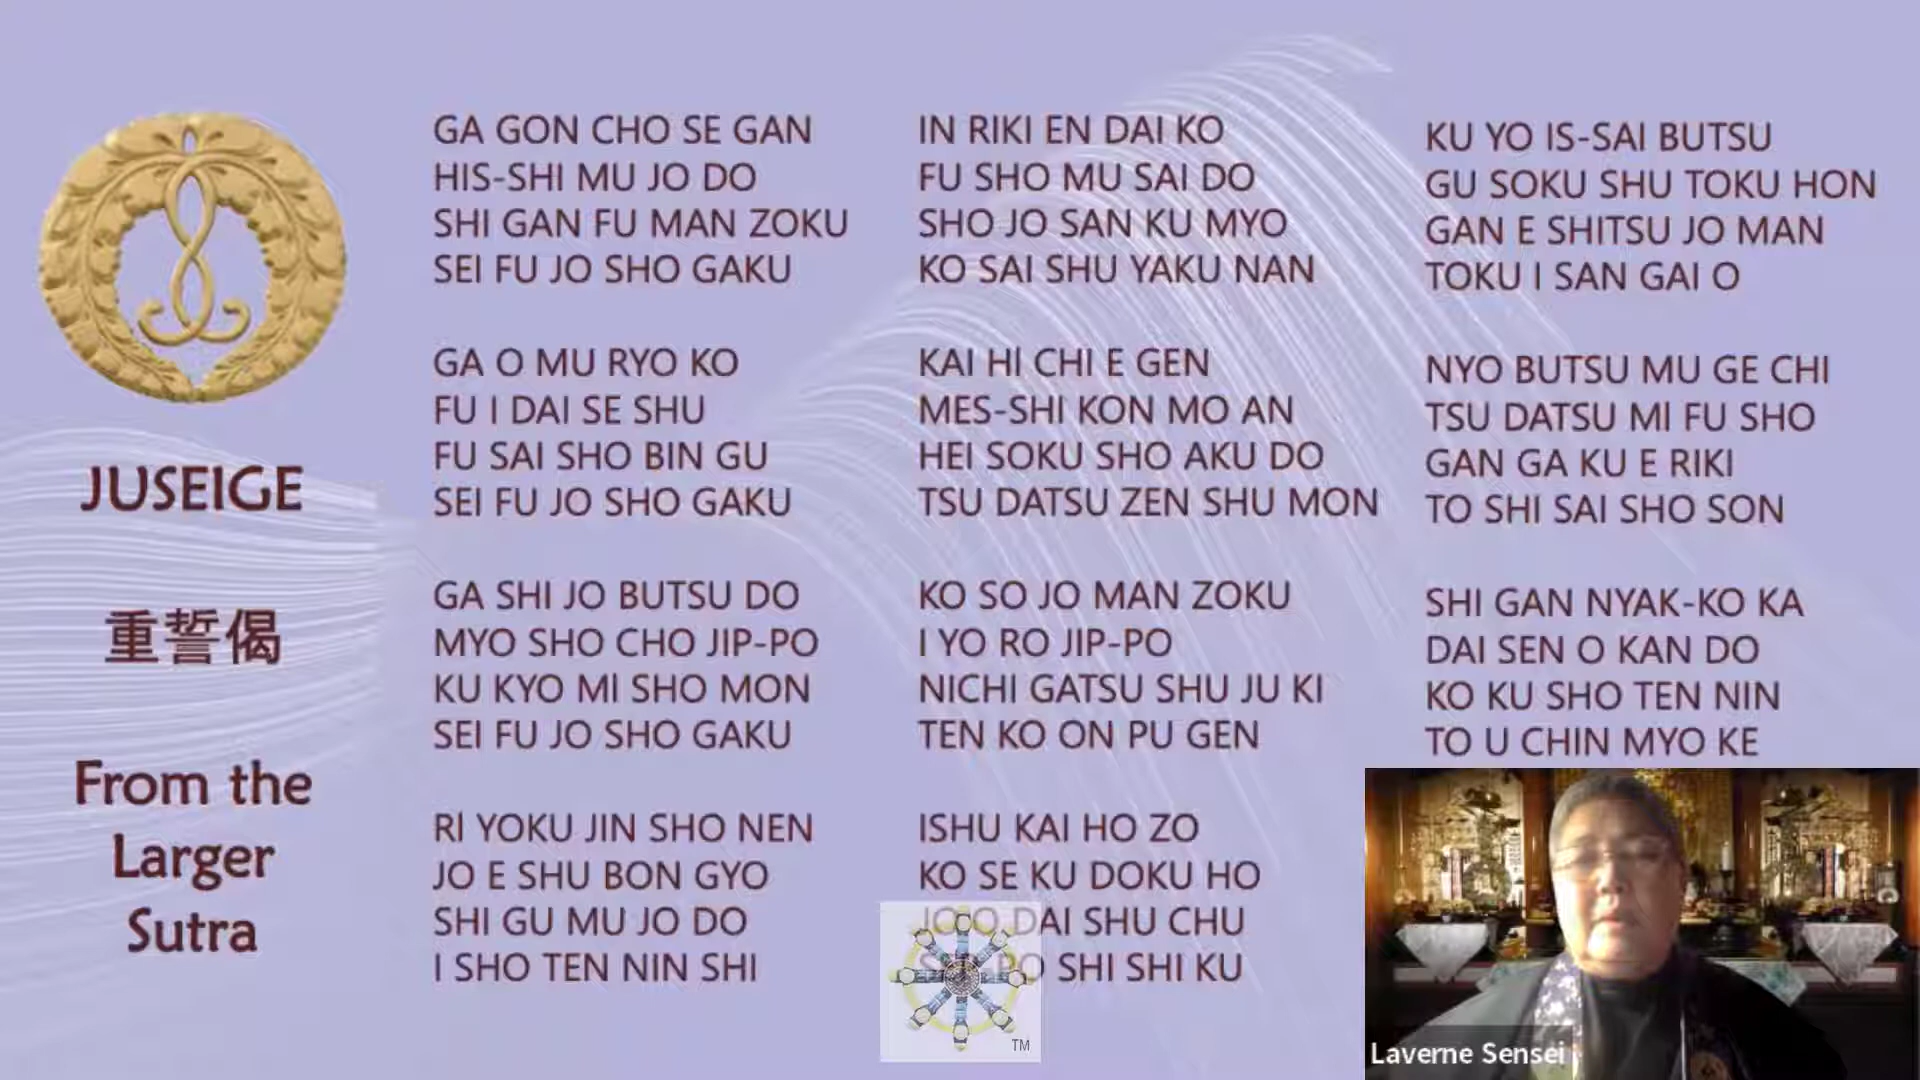 JUSEIGE
重誓偈
From the
Larger
Sutra
GA GON CHO SE GAN
HIS-SHI MU JO DO
SHI GAN FU MAN ZOKU
SEI FU JO SHO GAKU
GA O MU RYO KO
FU I DAI SE SHU
FU SAI SHO BIN GU
SEI FU JO SHO GAKU
GA SHI JO BUTSU DO
MYO SHO CHO JIP-PO
KU KYO MI SHO MON
SEI FU JO SHO GAKU
RI YOKU JIN SHO NEN
JO E SHU BON GYO
SHI GU MU JO DO
I SHO TEN NIN SHI
IN RIKI EN DAI KO
FU SHO MU SAI DO
SHO JO SAN KU MYO
KO SAI SHU YAKU NAN
KAI HI CHI E GEN
MES-SHI KON MO AN
HEI SOKU SHO AKU DO
TSU DATSU ZEN SHU MON
KO SO JO MAN ZOKU
I YO RO JIP-PO
NICHI GATSU SHU JU KI
TEN KO ON PU GEN
ISHU KAI HO ZO
KO SE KU DOKU HO
JO O DAI SHU CHU
SHI SHI KU
TM
KU YO IS-SAI BUTSU
GU SOKU SHU TOKU HON
GAN E SHITSU JO MAN
TOKU I SAN GAI O
NYO BUTSU MU GE CHI
TSU DATSU MI FU SHO
GAN GA KU E RIKI
TO SHI SAI SHO SON
SHI GAN NYAK-KO KA
DAI SEN O KAN DO
KO KU SHO TEN NIN
TO U CHIN MYO KE
Laverne Sensei